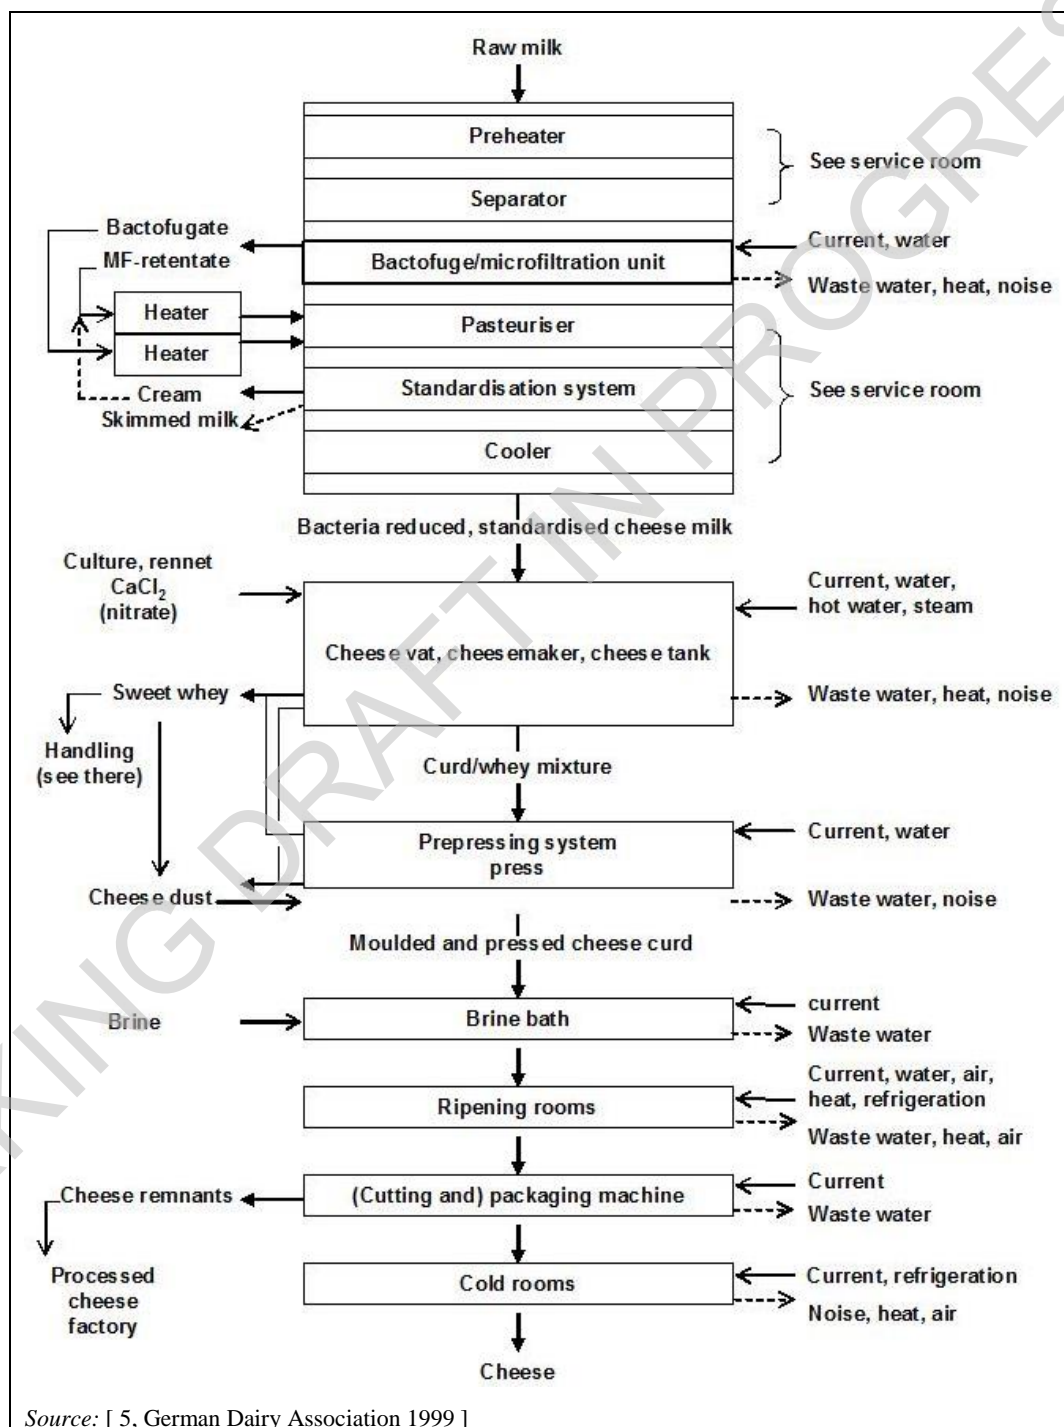 Raw milk
Preheater
See service room
Separator
Bactofugate
Current, water
MF-retentate
Bactofuge/microfiltration unit
Waste water, heat, noise
Heater
Pasteuriser
Heater
Standardisation system
See service room
Cream
Skimmed milk
Cooler
Bacteria reduced, standardised cheese milk
Culture, rennet
CaCl₂
(nitrate)
Current, water,
hot water, steam
Cheese vat, cheesemaker, cheese tank
Sweet whey
Waste water, heat, noise
Handling
(see there)
Curd/whey mixture
Prepressing system
press
Current, water
Cheese dust
Waste water, noise
Moulded and pressed cheese curd
Brine
Brine bath
current
Waste water
Ripening rooms
Current, water, air,
heat, refrigeration
Waste water, heat, air
Cheese remnants
(Cutting and) packaging machine
Current
Waste water
Processed
cheese
factory
Cold rooms
Current, refrigeration
Noise, heat, air
Cheese
Source: [ 5, German Dairy Association 1999 ]
KING DRAFT IN PROGRES